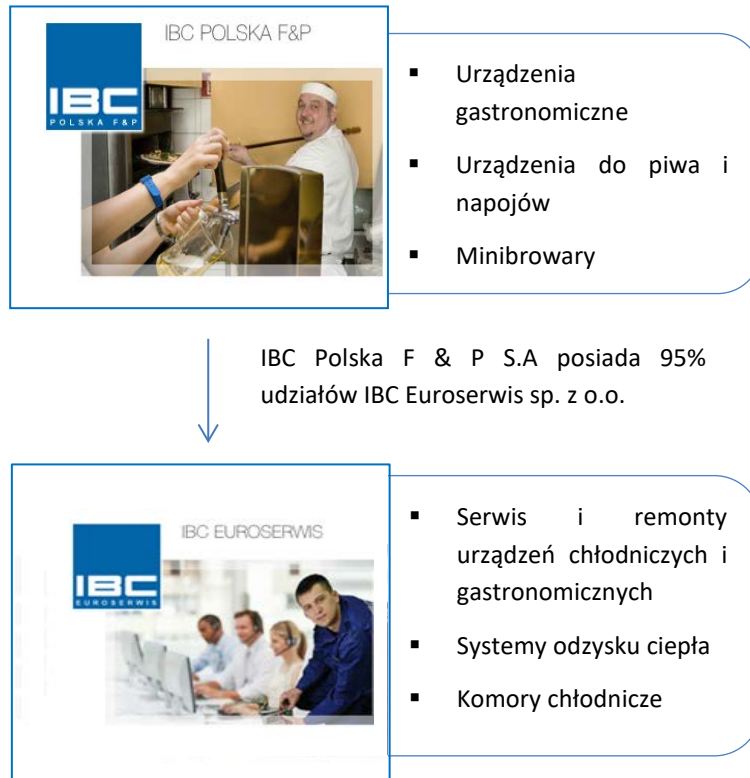 IBC POLSKA F&P
IBC
POLSKA F&P
▪ Urządzenia
gastronomiczne
▪ Urządzenia do piwa i
napojów
▪ Minibrowary
IBC Polska F & P S.A posiada 95%
udziałów IBC Euroserwis sp. z o.o.
IBC EUROSERWIS
IBC
EUROSERWIS
▪ Serwis i remonty
urządzeń chłodniczych i
gastronomicznych
▪ Systemy odzysku ciepła
▪ Komory chłodnicze